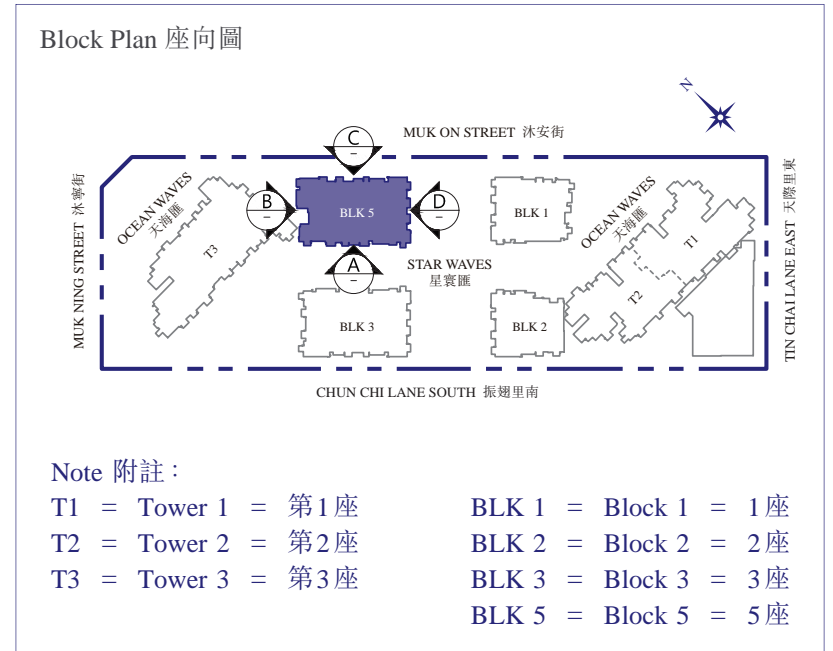 Block Plan 座向圖
N
C
–
MUK ON STREET 沐安街
MUK NING STREET 沐寧街
OCEAN WAVES
天海匯
T3
B
–
BLK 5
D
–
BLK 1
OCEAN WAVES
天海匯
T1
T2
TIN CHAI LANE EAST 天際里東
A
–
STAR WAVES
星寰匯
BLK 3
BLK 2
CHUN CHI LANE SOUTH 振翅里南
Note 附註：
T1 = Tower 1 = 第1座
T2 = Tower 2 = 第2座
T3 = Tower 3 = 第3座
BLK 1 = Block 1 = 1座
BLK 2 = Block 2 = 2座
BLK 3 = Block 3 = 3座
BLK 5 = Block 5 = 5座